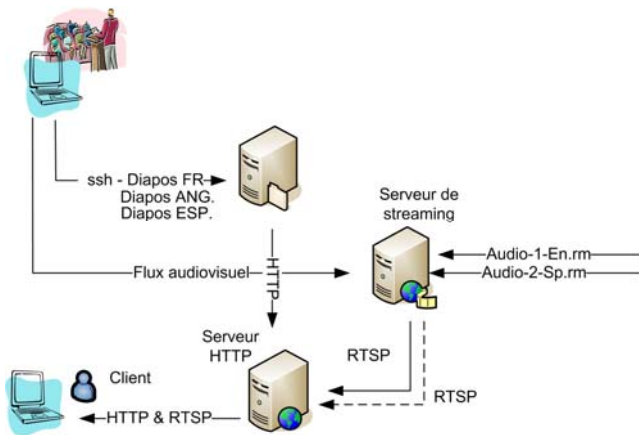 ssh - Diapos FR
Diapos ANG.
Diapos ESP.
Serveur de
streaming
Audio-1-En.rm
Audio-2-Sp.rm
Flux audiovisuel
HTTP
Serveur
HTTP
RTSP
RTSP
Client
HTTP & RTSP